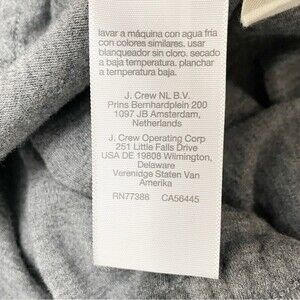 lavar a máquina con agua fría
con colores similares. usar
blanqueador sin cloro. secado
a baja temperatura. planchar
a temperatura baja.
J. Crew NL B.V.
Prins Bernhardplein 200
1097 JB Amsterdam,
Netherlands
J. Crew Operating Corp
251 Little Falls Drive
USA DE 19808 Wilmington,
Delaware
Verenidge Staten Van
Amerika
RN77388 CA56445